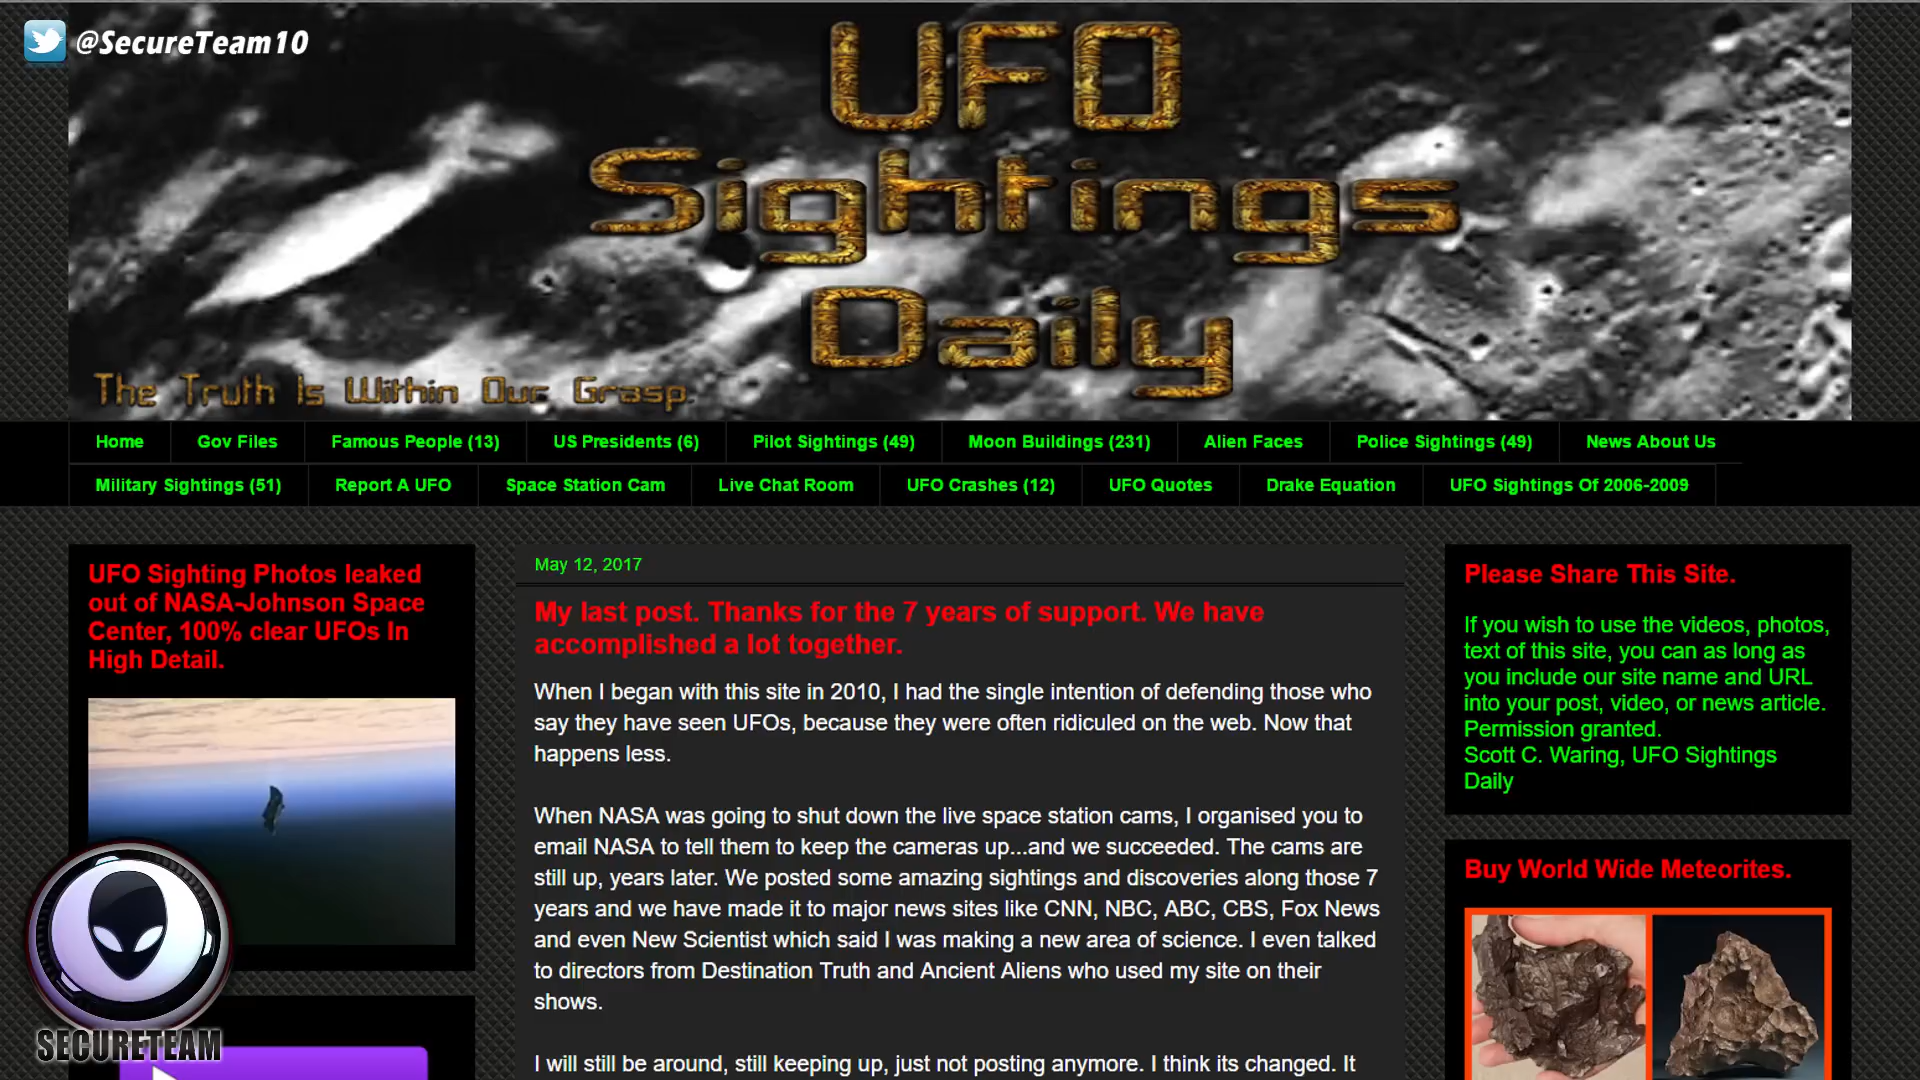 @SecureTeam10
UFO
Sightings
Daily
The Truth Is Within Our Grasp.
Home Gov Files Famous People (13) US Presidents (6) Pilot Sightings (49) Moon Buildings (231) Alien Faces Police Sightings (49) News About Us
Military Sightings (51) Report A UFO Space Station Cam Live Chat Room UFO Crashes (12) UFO Quotes Drake Equation UFO Sightings Of 2006-2009
UFO Sighting Photos leaked
out of NASA-Johnson Space
Center, 100% clear UFOs In
High Detail.
SECURETEAM
May 12, 2017
My last post. Thanks for the 7 years of support. We have
accomplished a lot together.
When I began with this site in 2010, I had the single intention of defending those who
say they have seen UFOs, because they were often ridiculed on the web. Now that
happens less.
When NASA was going to shut down the live space station cams, I organised you to
email NASA to tell them to keep the cameras up...and we succeeded. The cams are
still up, years later. We posted some amazing sightings and discoveries along those 7
years and we have made it to major news sites like CNN, NBC, ABC, CBS, Fox News
and even New Scientist which said I was making a new area of science. I even talked
to directors from Destination Truth and Ancient Aliens who used my site on their
shows.
I will still be around, still keeping up, just not posting anymore. I think its changed. It
Please Share This Site.
If you wish to use the videos, photos,
text of this site, you can as long as
you include our site name and URL
into your post, video, or news article.
Permission granted.
Scott C. Waring, UFO Sightings
Daily
Buy World Wide Meteorites.